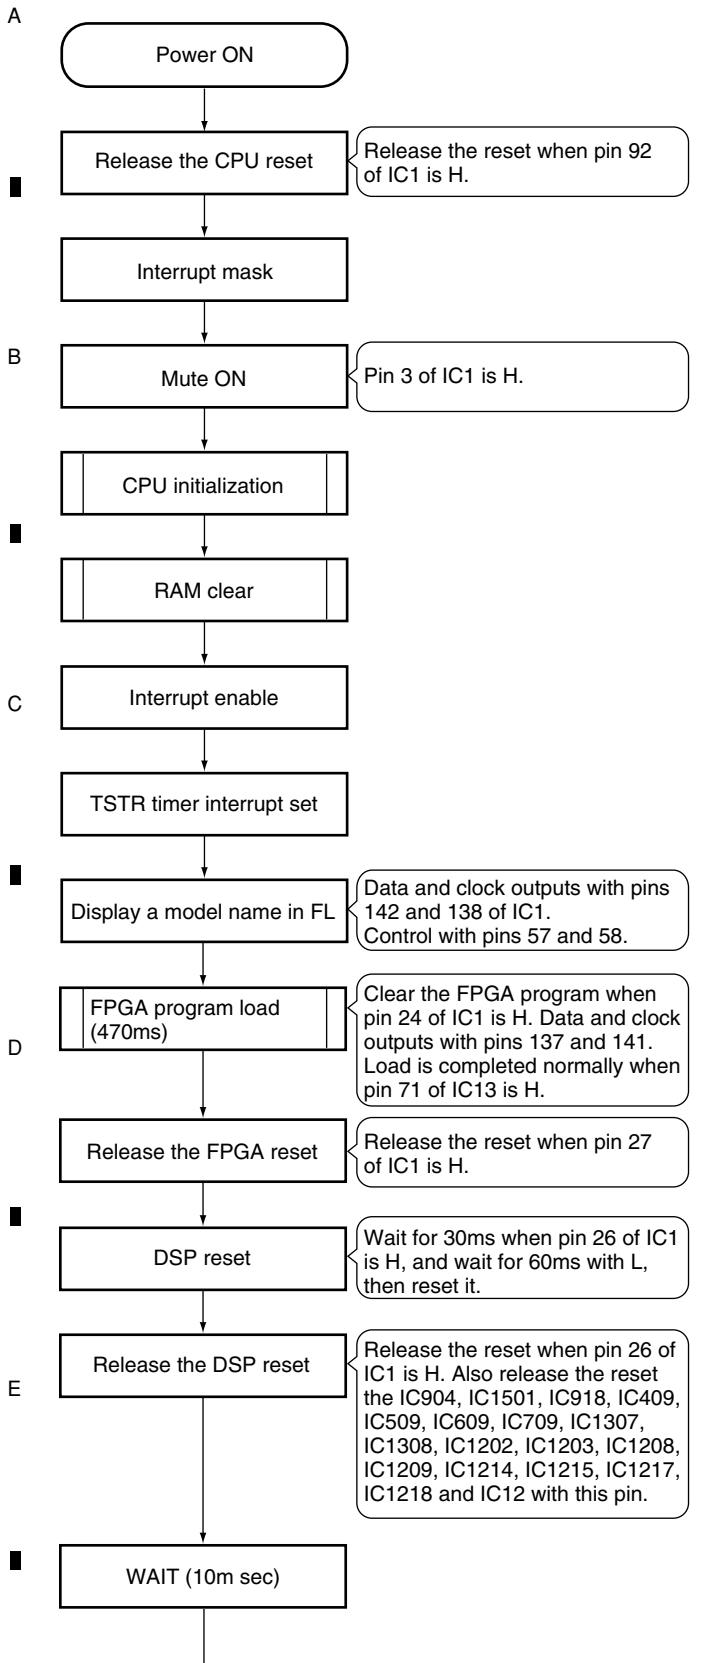 A
Power ON
Release the CPU reset
Release the reset when pin 92
of IC1 is H.
Interrupt mask
B
Mute ON
Pin 3 of IC1 is H.
CPU initialization
RAM clear
C
Interrupt enable
TSTR timer interrupt set
Display a model name in FL
Data and clock outputs with pins
142 and 138 of IC1.
Control with pins 57 and 58.
D
FPGA program load
(470ms)
Clear the FPGA program when
pin 24 of IC1 is H. Data and clock
outputs with pins 137 and 141.
Load is completed normally when
pin 71 of IC13 is H.
Release the FPGA reset
Release the reset when pin 27
of IC1 is H.
DSP reset
Wait for 30ms when pin 26 of IC1
is H, and wait for 60ms with L,
then reset it.
E
Release the DSP reset
Release the reset when pin 26 of
IC1 is H. Also release the reset
the IC904, IC1501, IC918, IC409,
IC509, IC609, IC709, IC1307,
IC1308, IC1202, IC1203, IC1208,
IC1209, IC1214, IC1215, IC1217,
IC1218 and IC12 with this pin.
WAIT (10m sec)